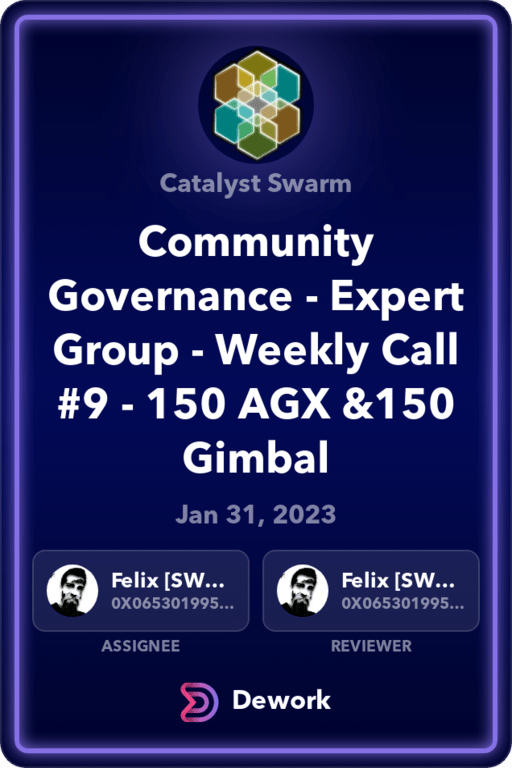 Catalyst Swarm
Community
Governance - Expert
Group - Weekly Call
#9 - 150 AGX &150
Gimbal
Jan 31, 2023
Felix [SW...
0X065301995...
ASSIGNEE
Felix [SW...
0X065301995...
REVIEWER
Dework